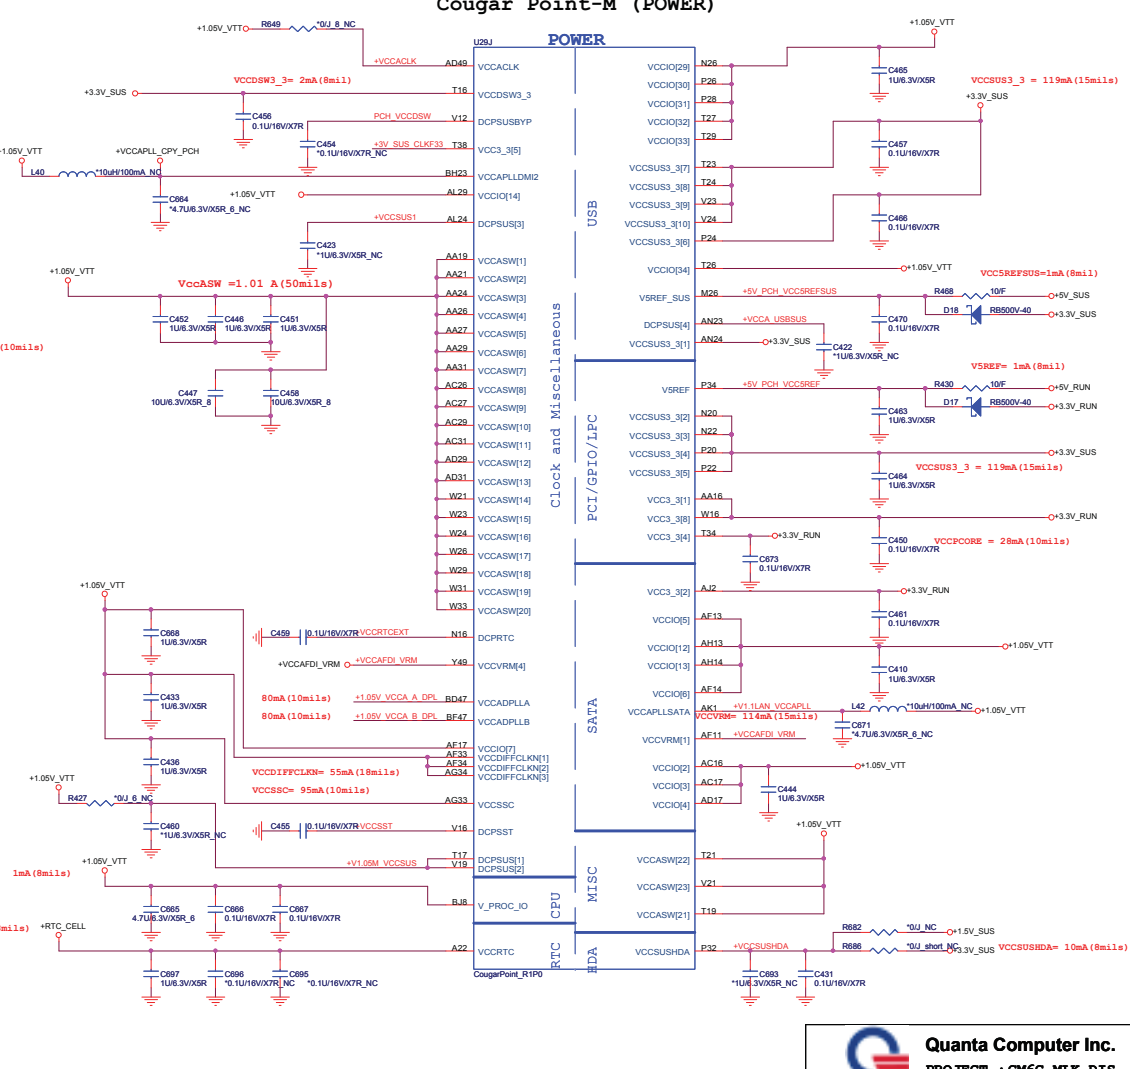 Cougar Point-M (POWER)
U29J
POWER
+1.05V_VTT
R649
*0/J_8_NC
+VCCACLK
AD49
VCCACLK
VCCDSW3_3= 2mA(8mil)
+3.3V_SUS
T16
VCCDSW3_3
C456
0.1U/16V/X7R
PCH_VCCDSW
V12
DCPSUSBYP
C454
*0.1U/16V/X7R_NC
+3V_SUS_CLKF33
T38
VCC3_3[5]
+1.05V_VTT
+VCCAPLL_CPY_PCH
L40
*10uH/100mA_NC
BH23
VCCAPLLDMI2
C664
*4.7U/6.3V/X5R_6_NC
+1.05V_VTT
AL29
VCCIO[14]
+VCCSUS1
AL24
DCPSUS[3]
C423
*1U/6.3V/X5R_NC
+1.05V_VTT
VccASW =1.01 A(50mils)
C452
1U/6.3V/X5R
C446
1U/6.3V/X5R
C451
1U/6.3V/X5R
(10mils)
C447
10U/6.3V/X5R_8
C458
10U/6.3V/X5R_8
AA19
VCCASW[1]
AA21
VCCASW[2]
AA24
VCCASW[3]
AA26
VCCASW[4]
AA27
VCCASW[5]
AA29
VCCASW[6]
AA31
VCCASW[7]
AC26
VCCASW[8]
AC27
VCCASW[9]
AC29
VCCASW[10]
AC31
VCCASW[11]
AD29
VCCASW[12]
AD31
VCCASW[13]
W21
VCCASW[14]
W23
VCCASW[15]
W24
VCCASW[16]
W26
VCCASW[17]
W29
VCCASW[18]
W31
VCCASW[19]
W33
VCCASW[20]
+1.05V_VTT
C668
1U/6.3V/X5R
C459
0.1U/16V/X7R
+VCCRTCEXT
N16
DCPRTC
+VCCAFDI_VRM
+VCCAFDI_VRM
Y49
VCCVRM[4]
C433
1U/6.3V/X5R
80mA(10mils)
+1.05V_VCCA_A_DPL
BD47
VCCADPLLA
80mA(10mils)
+1.05V_VCCA_B_DPL
BF47
VCCADPLLB
C436
1U/6.3V/X5R
AF17
VCCIO[7]
AF33
VCCDIFFCLKN[1]
AF34
VCCDIFFCLKN[2]
AG34
VCCDIFFCLKN[3]
VCCDIFFCLKN= 55mA(18mils)
VCCSSC= 95mA(10mils)
AG33
VCCSSC
+1.05V_VTT
R427
*0/J_6_NC
C460
*1U/6.3V/X5R_NC
C455
0.1U/16V/X7R
+VCCSST
V16
DCPSST
+V1.05M_VCCSUS
T17
DCPSUS[1]
V19
DCPSUS[2]
1mA(8mils)
+1.05V_VTT
BJ8
V_PROC_IO
C665
4.7U/6.3V/X5R_6
C666
0.1U/16V/X7R
C667
0.1U/16V/X7R
mils)
+RTC_CELL
A22
VCCRTC
C697
1U/6.3V/X5R
C696
*0.1U/16V/X7R_NC
C695
*0.1U/16V/X7R_NC
CougarPoint_R1P0
Clock and Miscellaneous
USB
PCI/GPIO/LPC
SATA
MISC
CPU
RTC
HDA
+1.05V_VTT
VCCIO[29]
N26
VCCIO[30]
P26
VCCIO[31]
P28
VCCIO[32]
T27
VCCIO[33]
T29
C465
1U/6.3V/X5R
VCCSUS3_3 = 119mA(15mils)
+3.3V_SUS
C457
0.1U/16V/X7R
VCCSUS3_3[7]
T23
VCCSUS3_3[8]
T24
VCCSUS3_3[9]
V23
VCCSUS3_3[10]
V24
VCCSUS3_3[6]
P24
C466
0.1U/16V/X7R
VCCIO[34]
T26
+1.05V_VTT
VCC5REFSUS=1mA(8mil)
V5REF_SUS
M26
+5V_PCH_VCC5REFSUS
R468
10/F
+5V_SUS
D18
RB500V-40
+3.3V_SUS
C470
0.1U/16V/X7R
DCPSUS[4]
AN23
+VCCA_USBSUS
VCCSUS3_3[1]
AN24
+3.3V_SUS
C422
*1U/6.3V/X5R_NC
V5REF= 1mA(8mil)
V5REF
P34
+5V_PCH_VCC5REF
R430
10/F
+5V_RUN
D17
RB500V-40
+3.3V_RUN
C463
1U/6.3V/X5R
VCCSUS3_3[2]
N20
VCCSUS3_3[3]
N22
VCCSUS3_3[4]
P20
VCCSUS3_3[5]
P22
+3.3V_SUS
C464
1U/6.3V/X5R
VCCSUS3_3 = 119mA(15mils)
VCC3_3[1]
AA16
VCC3_3[8]
W16
+3.3V_RUN
VCC3_3[4]
T34
+3.3V_RUN
C450
0.1U/16V/X7R
VCCPCORE = 28mA(10mils)
C673
0.1U/16V/X7R
VCC3_3[2]
AJ2
+3.3V_RUN
C461
0.1U/16V/X7R
VCCIO[5]
AF13
VCCIO[12]
AH13
+1.05V_VTT
VCCIO[13]
AH14
VCCIO[6]
AF14
C410
1U/6.3V/X5R
VCCAPLLSATA
AK1
+V1.1LAN_VCCAPLL
L42
*10uH/100mA_NC
+1.05V_VTT
VCCVRM= 114mA(15mils)
C671
*4.7U/6.3V/X5R_6_NC
VCCVRM[1]
AF11
+VCCAFDI_VRM
VCCIO[2]
AC16
+1.05V_VTT
VCCIO[3]
AC17
VCCIO[4]
AD17
C444
1U/6.3V/X5R
+1.05V_VTT
VCCASW[22]
T21
VCCASW[23]
V21
VCCASW[21]
T19
R682
*0/J_NC
+1.5V_SUS
VCCSUSHDA
P32
+VCCSUSHDA
R686
*0/J_short_NC
+3.3V_SUS
VCCSUSHDA= 10mA(8mils)
C693
*1U/6.3V/X5R_NC
C431
0.1U/16V/X7R
Quanta Computer Inc.